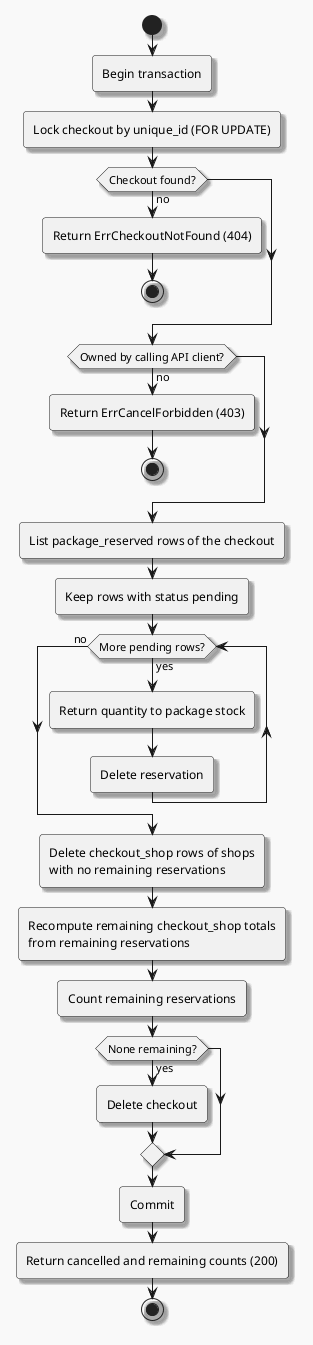 Begin transaction
Lock checkout by unique_id (FOR UPDATE)
Checkout found?
no
Return ErrCheckoutNotFound (404)
Owned by calling API client?
no
Return ErrCancelForbidden (403)
List package_reserved rows of the checkout
Keep rows with status pending
no
More pending rows?
yes
Return quantity to package stock
Delete reservation
Delete checkout_shop rows of shops
with no remaining reservations
Recompute remaining checkout_shop totals
from remaining reservations
Count remaining reservations
None remaining?
yes
Delete checkout
Commit
Return cancelled and remaining counts (200)